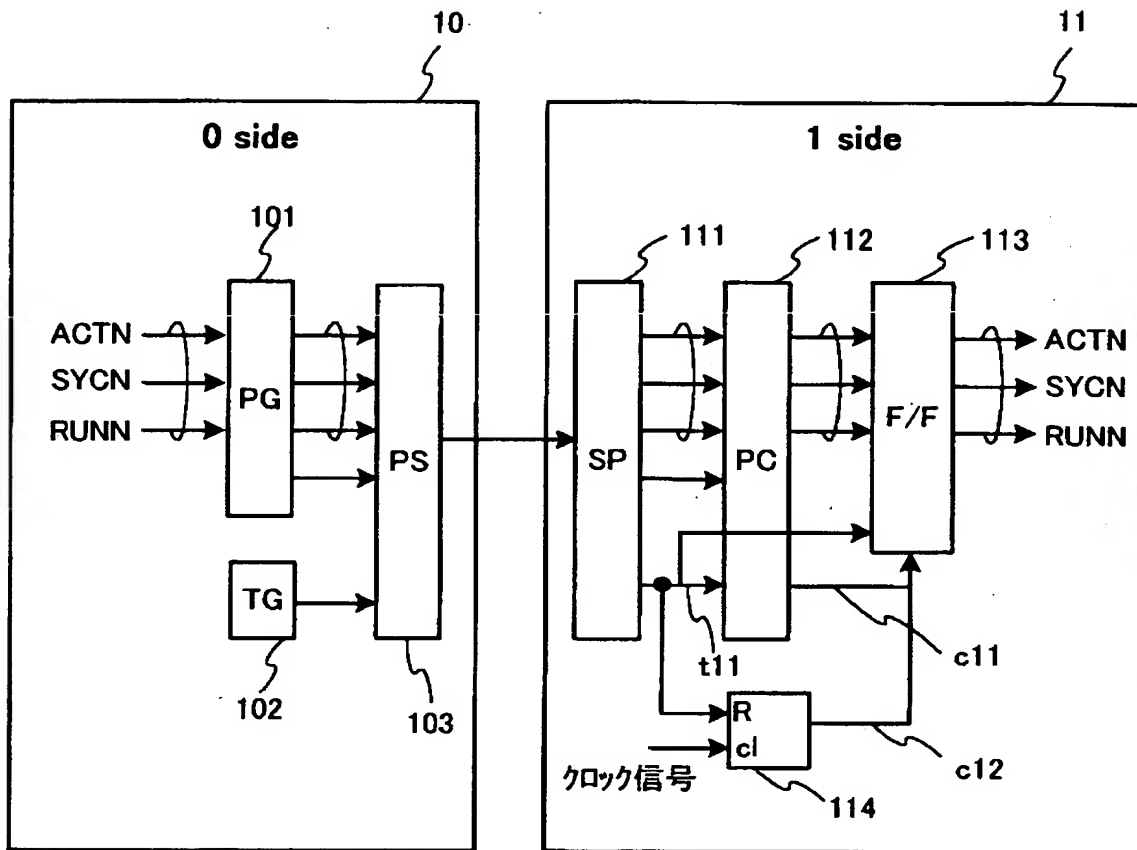 10
11
0 side
1 side
101
111
112
113
ACTN
SYCN
RUNN
PG
PS
SP
PC
F/F
ACTN
SYCN
RUNN
TG
102
103
t11
c11
R
cl
クロック信号
114
c12